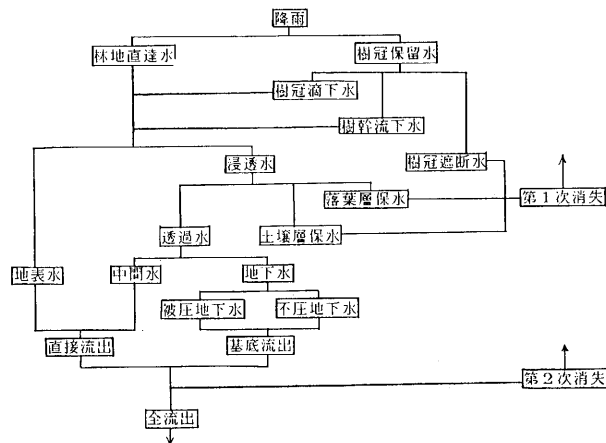 降雨
林地直達水
樹冠保留水
樹冠滴下水
樹幹流下水
浸透水
樹冠遮断水
落葉層保水
第1次消失
透過水
土壌層保水
地表水
中間水
地下水
被圧地下水
不圧地下水
直接流出
基底流出
第2次消失
全流出